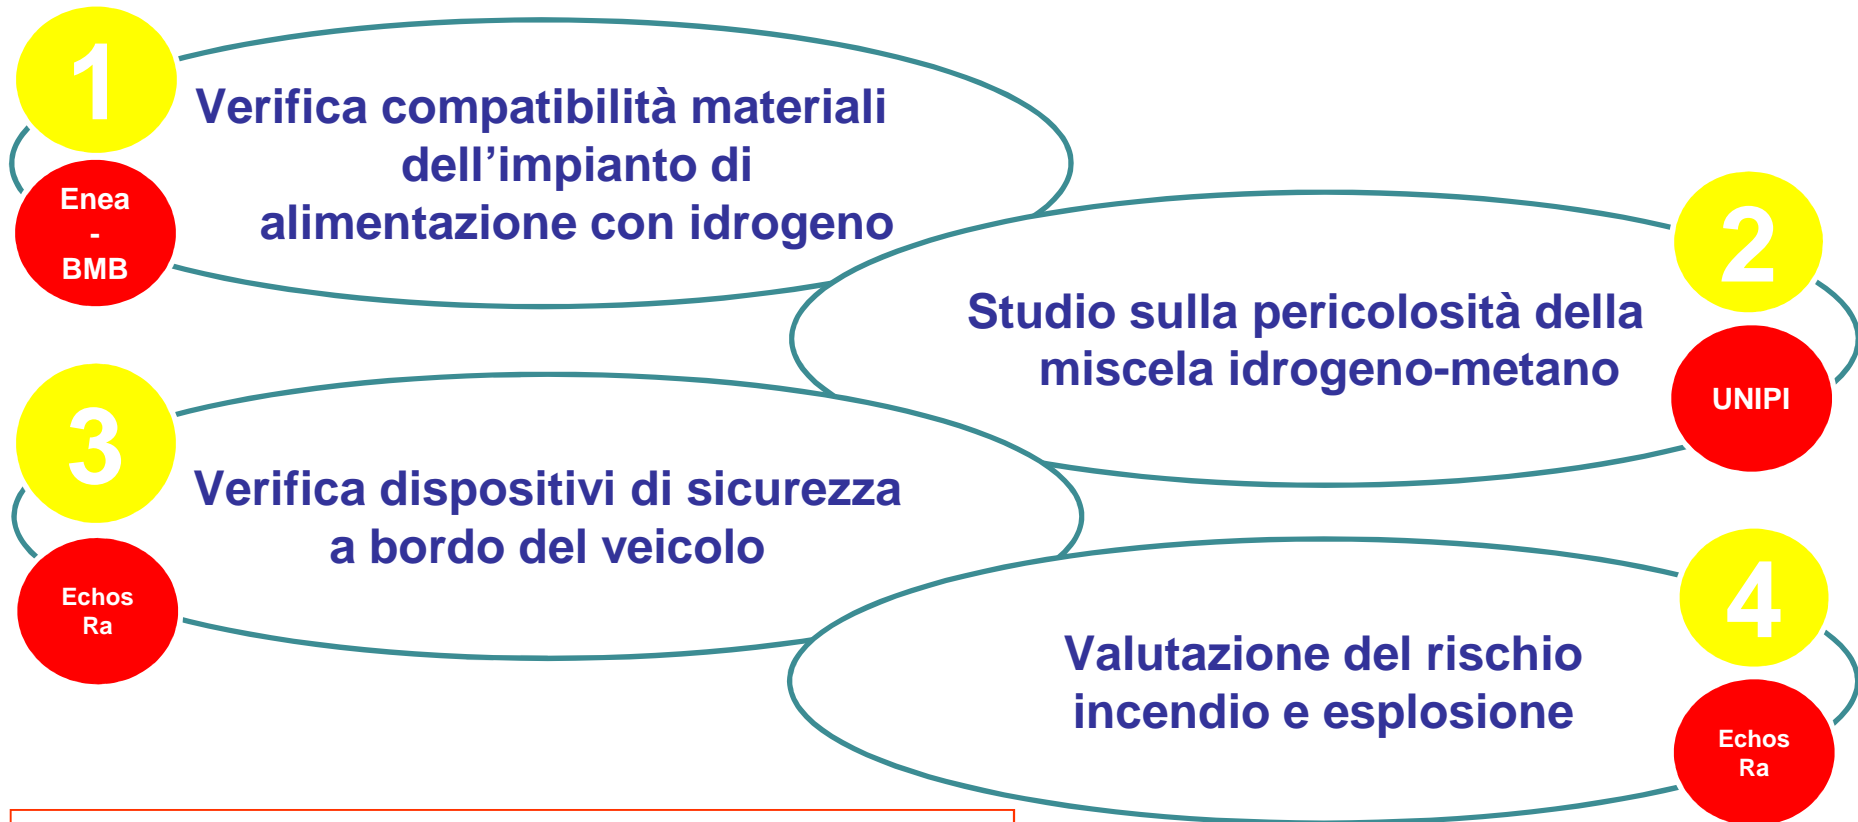 1
Verifica compatibilità materiali
dell’impianto di
alimentazione con idrogeno
Enea
-
BMB
2
Studio sulla pericolosità della
miscela idrogeno-metano
UNIPI
3
Verifica dispositivi di sicurezza
a bordo del veicolo
Echos
Ra
4
Valutazione del rischio
incendio e esplosione
Echos
Ra